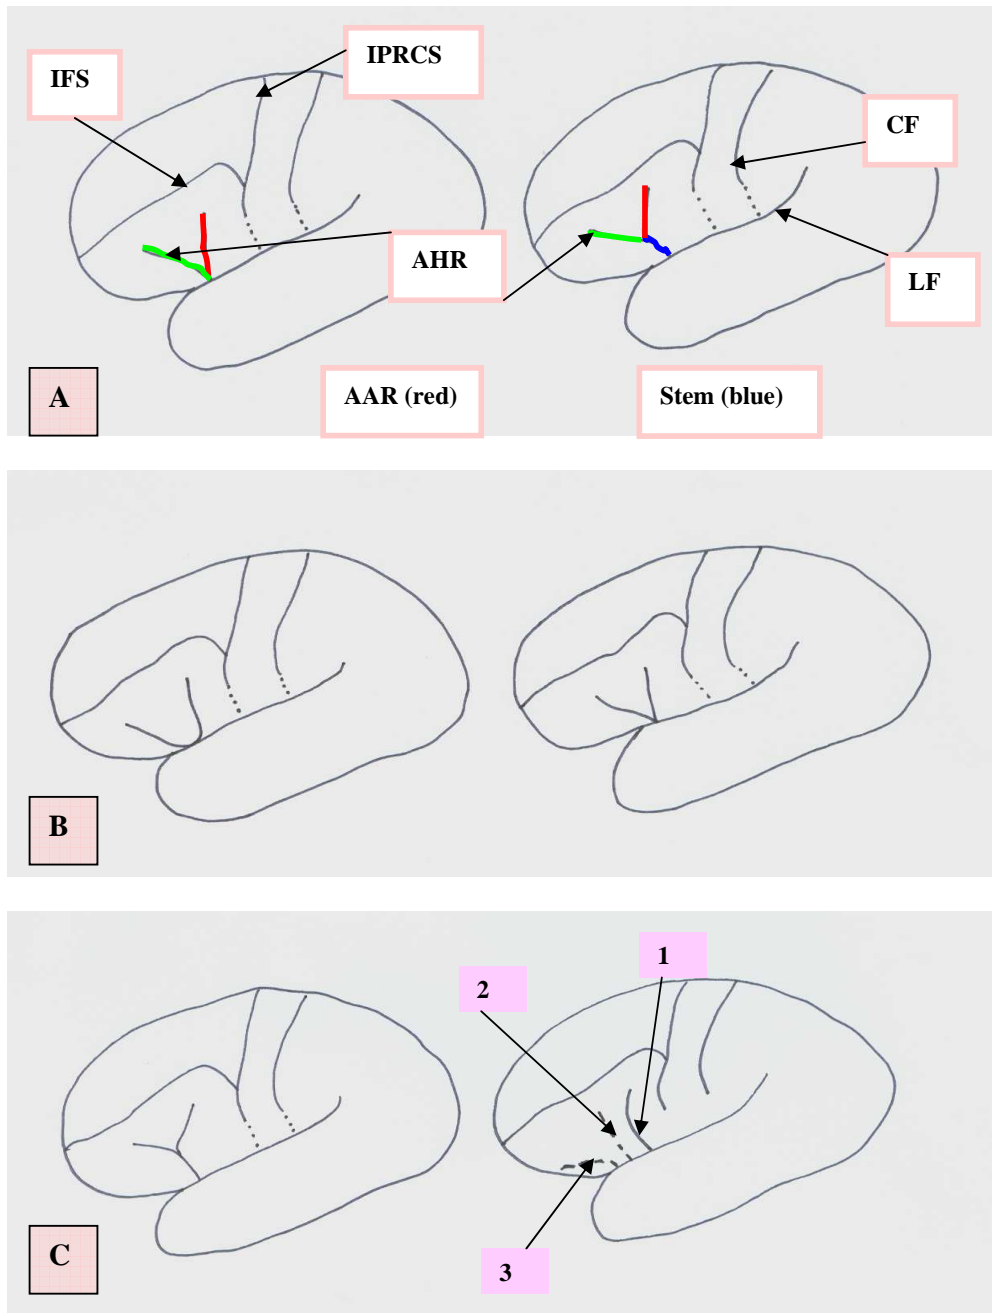 IPRCS
IFS
CF
AHR
LF
A
AAR (red)
Stem (blue)
B
1
2
C
3